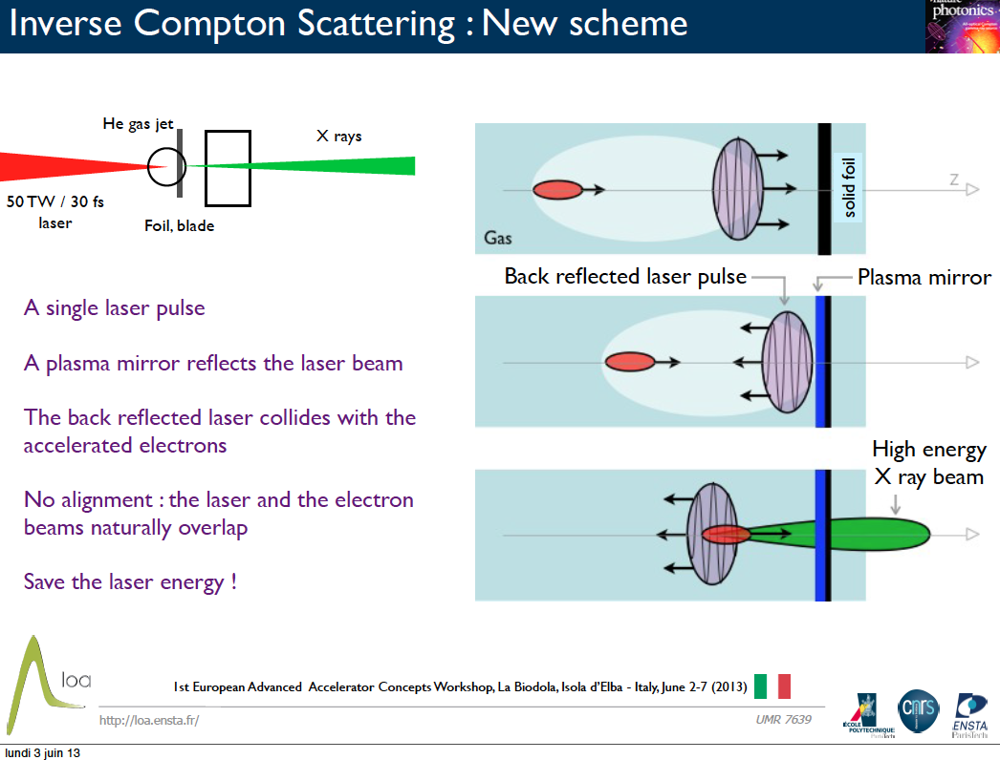 Inverse Compton Scattering : New scheme
nature
photonics
He gas jet
X rays
50 TW / 30 fs
laser
Foil, blade
A single laser pulse
A plasma mirror reflects the laser beam
The back reflected laser collides with the
accelerated electrons
No alignment : the laser and the electron
beams naturally overlap
Save the laser energy !
Gas
solid foil
Z
Back reflected laser pulse
Plasma mirror
High energy
X ray beam
loa
1st European Advanced Accelerator Concepts Workshop, La Biodola, Isola d'Elba - Italy, June 2-7 (2013)
http://loa.ensta.fr/
UMR 7639
ÉCOLE
POLYTECHNIQUE
ParisTech
cnrs
ENSTA
ParisTech
lundi 3 juin 13